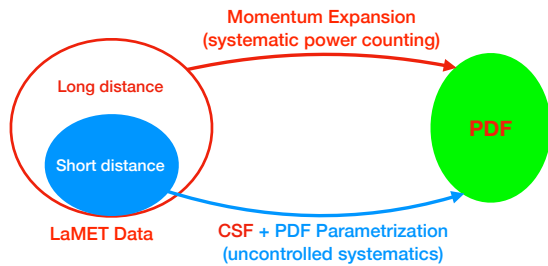 Momentum Expansion
(systematic power counting)
Long distance
PDF
Short distance
LaMET Data
CSF + PDF Parametrization
(uncontrolled systematics)